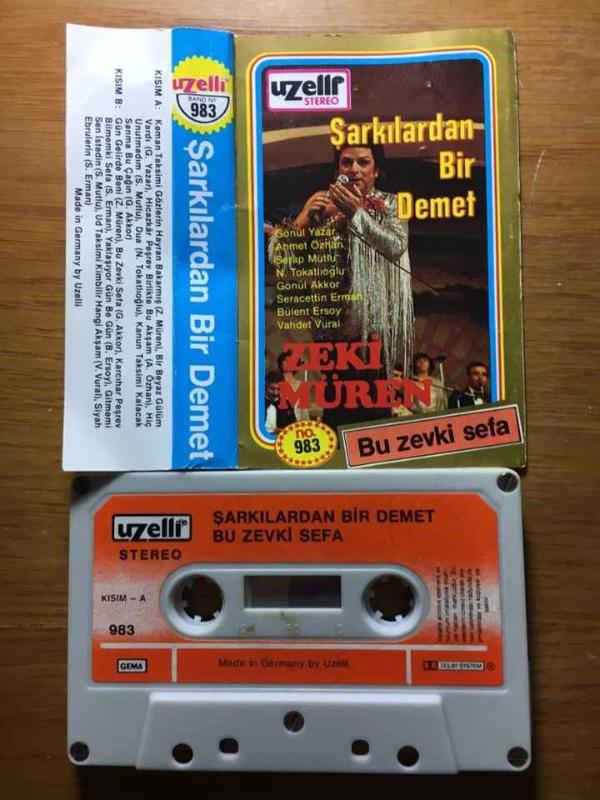 KISIM A: Keman Taksimi Gözlerin Hayran Bakarmış (Z. Müren), Bir Beyaz Gülüm
Vardı (G. Yazar), Hicazkâr Peşrev Birlikte Bu Akşam (A. Özhan), Hiç
Unutmadım (S. Mutlu), Dua (N. Tokatlıoğlu), Kanun Taksimi Kalacak
Sanma Bu Çağın (G. Akkor)
KISIM B: Gün Gelirde Beni (Z. Müren), Bu Zevki Sefa (G. Akkor), Karcıhar Peşrev
Bilmemki Sefa (S. Erman), Yaklaşıyor Gün Be Gün (B. Ersoy), Gitmemi
Sen İstedin (S. Mutlu), Ud Taksimi Kimbilir Hangi Akşam (V. Vural), Siyah
Ebrulerin (S. Erman)
Made in Germany by Uzelli
uzelli
BAND Nr
983
Şarkılardan Bir Demet
uzelli
STEREO
Şarkılardan
Bir
Demet
Gönül Yazar
Ahmet Özhan
Serap Mutlu
N. Tokatlıoğlu
Gönül Akkor
Seracettin Erman
Bülent Ersoy
Vahdet Vural
ZEKİ
MÜREN
no.
983
Bu zevki sefa
uzelli
STEREO
ŞARKILARDAN BİR DEMET
BU ZEVKİ SEFA
KISIM – A
983
GEMA
Made in Germany by Uzelli
DOLBY SYSTEM ®